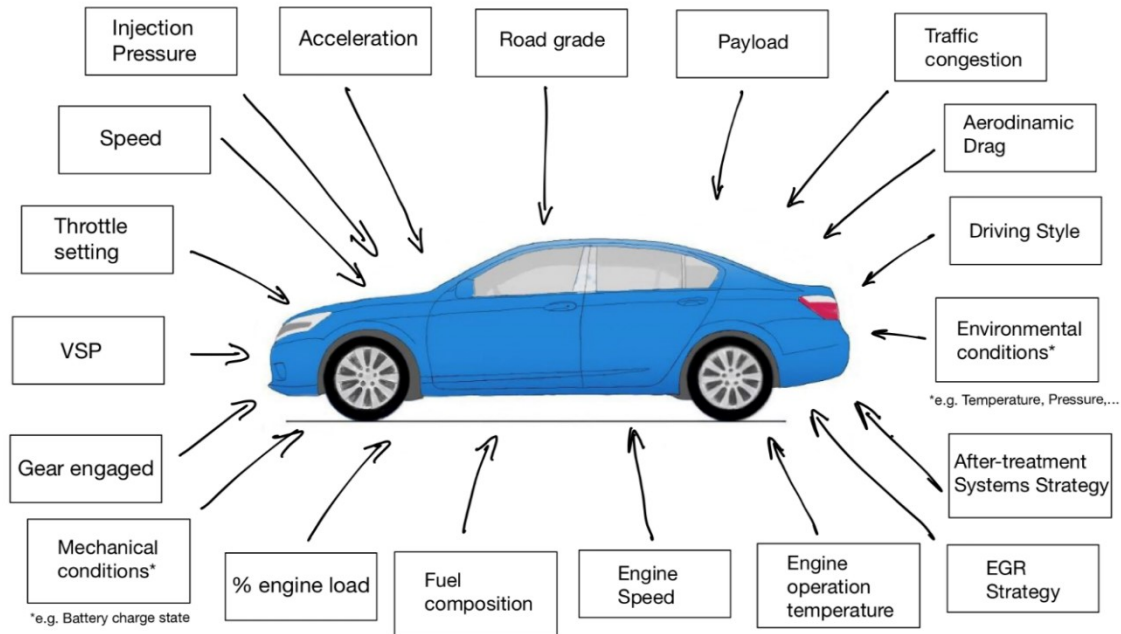 Injection
Pressure
Acceleration
Road grade
Payload
Traffic
congestion
Speed
Aerodinamic
Drag
Throttle
setting
Driving Style
VSP
Environmental
conditions*
*e.g. Temperature, Pressure,...
Gear engaged
After-treatment
Systems Strategy
Mechanical
conditions*
*e.g. Battery charge state
% engine load
Fuel
composition
Engine
Speed
Engine
operation
temperature
EGR
Strategy